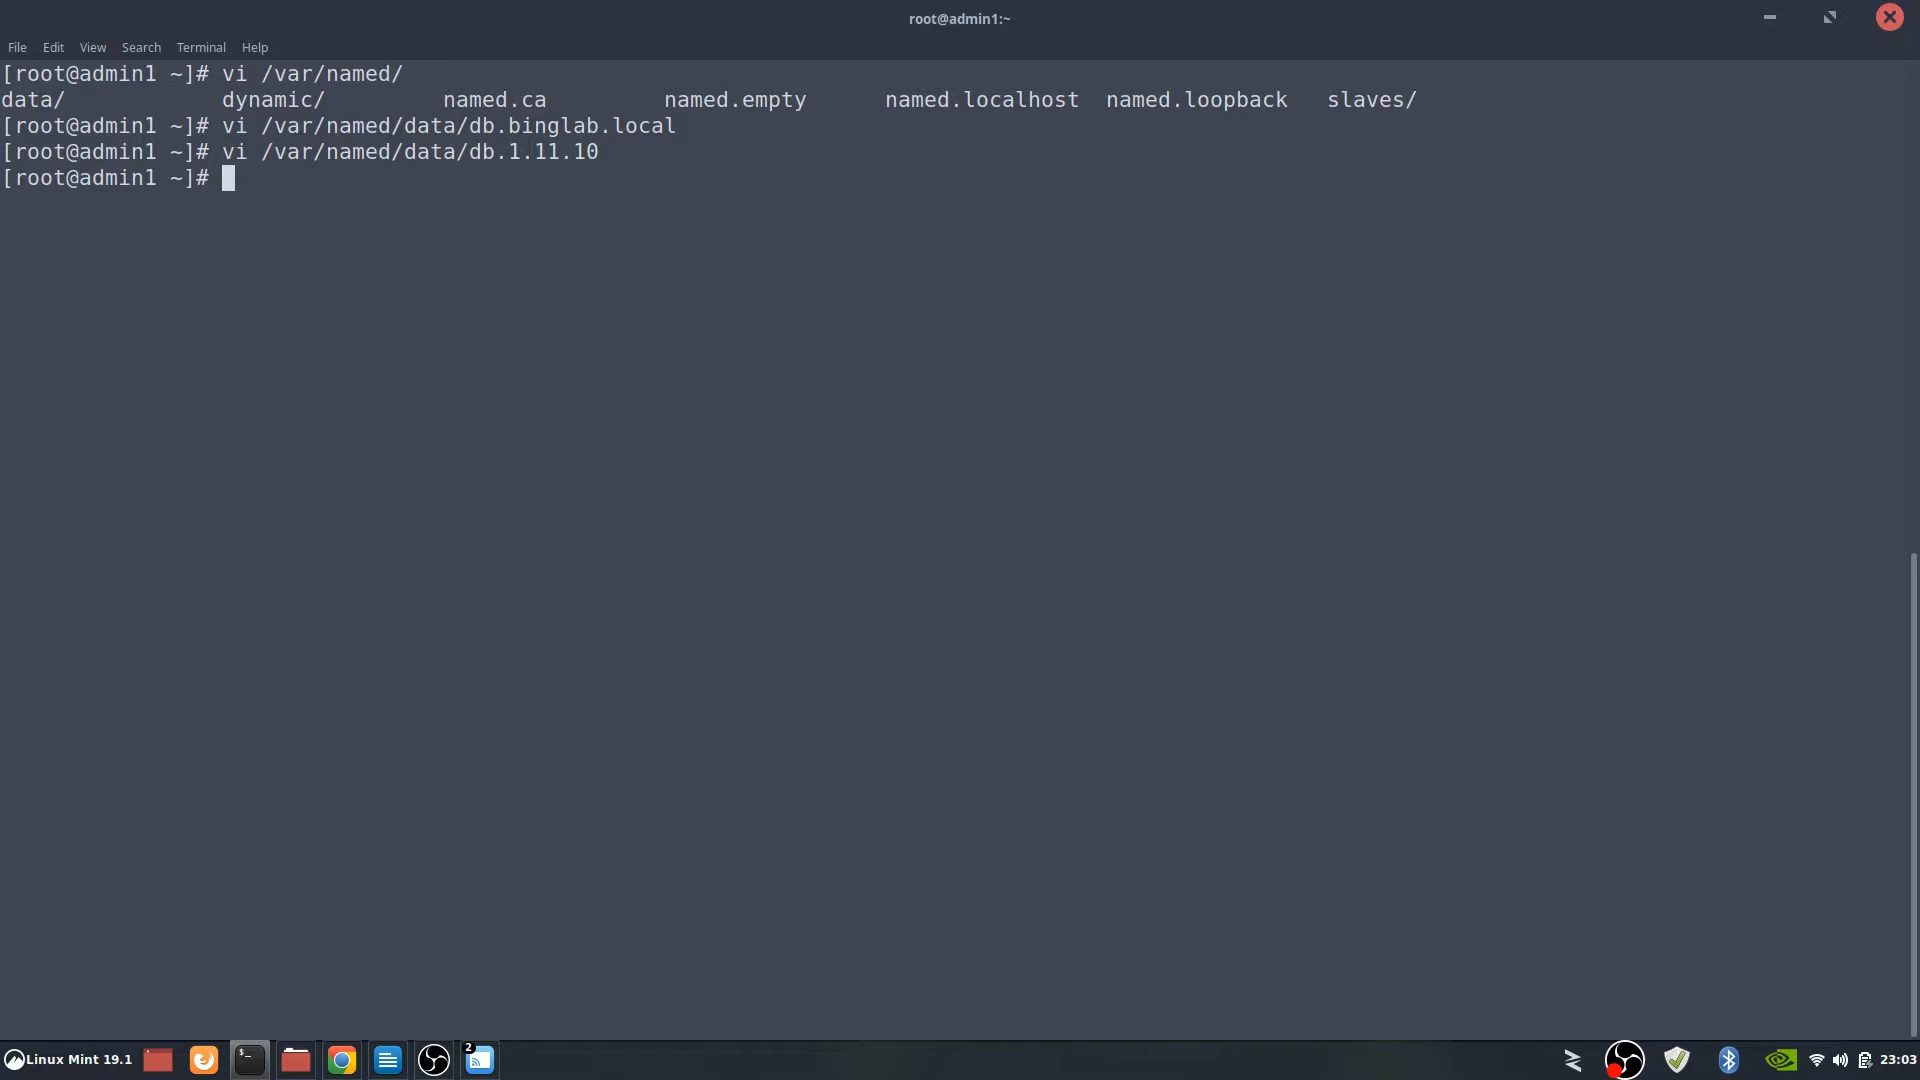 root@admin1:~
File Edit View Search Terminal Help
[root@admin1 ~]# vi /var/named/
data/ dynamic/ named.ca named.empty named.localhost named.loopback slaves/
[root@admin1 ~]# vi /var/named/data/db.binglab.local
[root@admin1 ~]# vi /var/named/data/db.1.11.10
[root@admin1 ~]#
Linux Mint 19.1 $_ 2 23:03